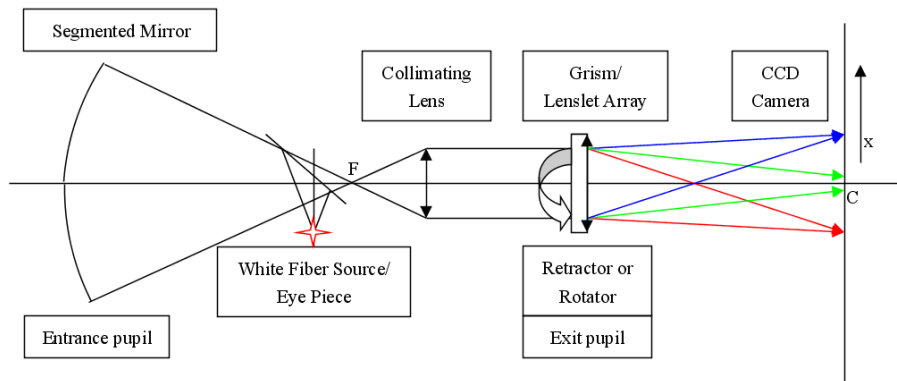 Segmented Mirror
Collimating
Lens
Grism/
Lenslet Array
CCD
Camera
x
F
C
White Fiber Source/
Eye Piece
Retractor or
Rotator
Entrance pupil
Exit pupil